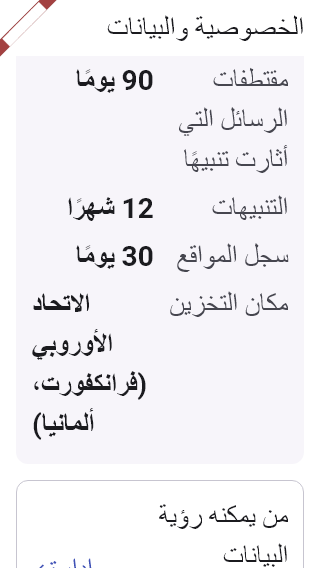 الخصوصية والبيانات
مقتطفات 90 يومًا
الرسائل التي
أثارت تنبيهًا
التنبيهات 12 شهرًا
سجل المواقع 30 يومًا
مكان التخزين الاتحاد
الأوروبي
(فرانكفورت،
ألمانيا)
من يمكنه رؤية
البيانات